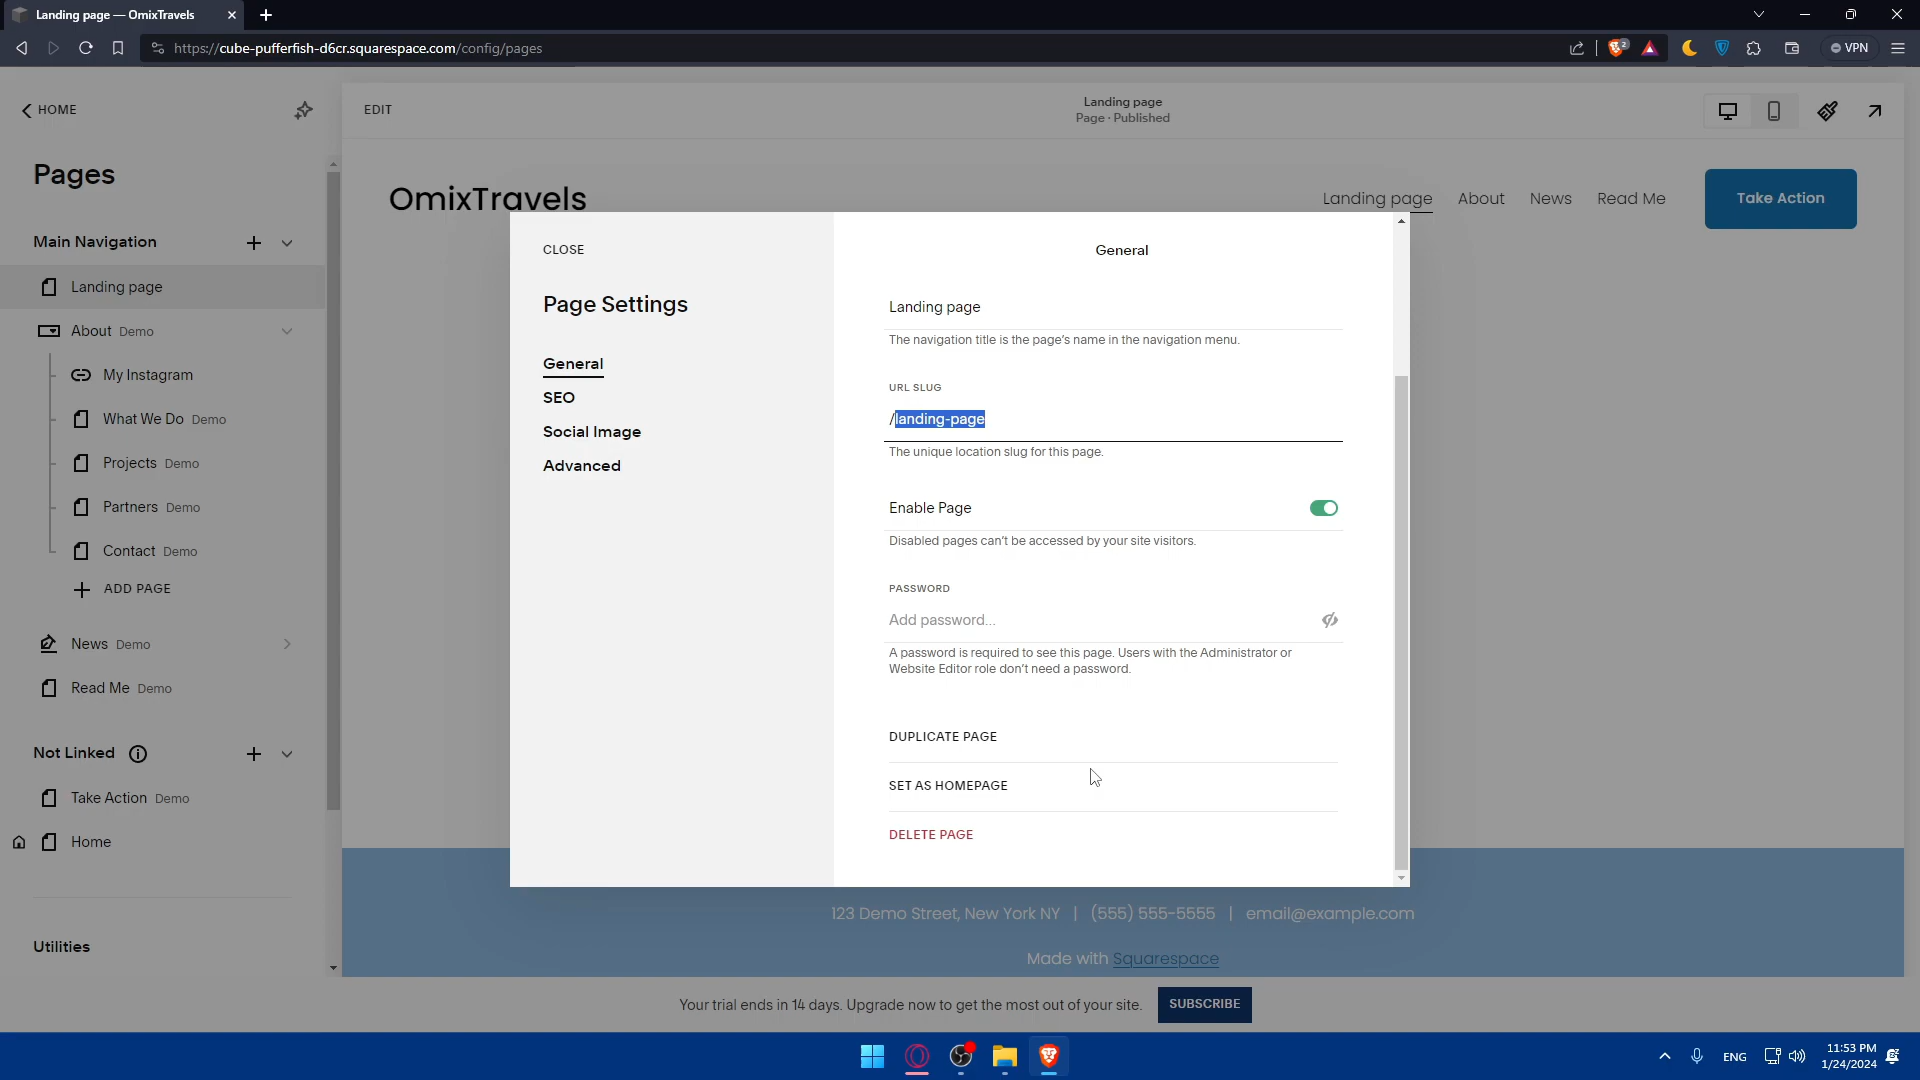 Landing page — OmixTravels
https://cube-pufferfish-d6cr.squarespace.com/config/pages
2
VPN
HOME
EDIT
Landing page
Page · Published
Pages
Main Navigation
Landing page
About Demo
My Instagram
What We Do Demo
Projects Demo
Partners Demo
Contact Demo
ADD PAGE
News Demo
Read Me Demo
Not Linked
Take Action Demo
Home
Utilities
OmixTravels
Landing page About News Read Me
Take Action
CLOSE
Page Settings
General
SEO
Social Image
Advanced
General
Landing page
The navigation title is the page's name in the navigation menu.
URL SLUG
/landing-page
The unique location slug for this page.
Enable Page
Disabled pages can't be accessed by your site visitors.
PASSWORD
Add password...
A password is required to see this page. Users with the Administrator or
Website Editor role don't need a password.
DUPLICATE PAGE
SET AS HOMEPAGE
DELETE PAGE
123 Demo Street, New York NY | (555) 555-5555 | email@example.com
Made with Squarespace
Your trial ends in 14 days. Upgrade now to get the most out of your site.
SUBSCRIBE
ENG
11:53 PM
1/24/2024